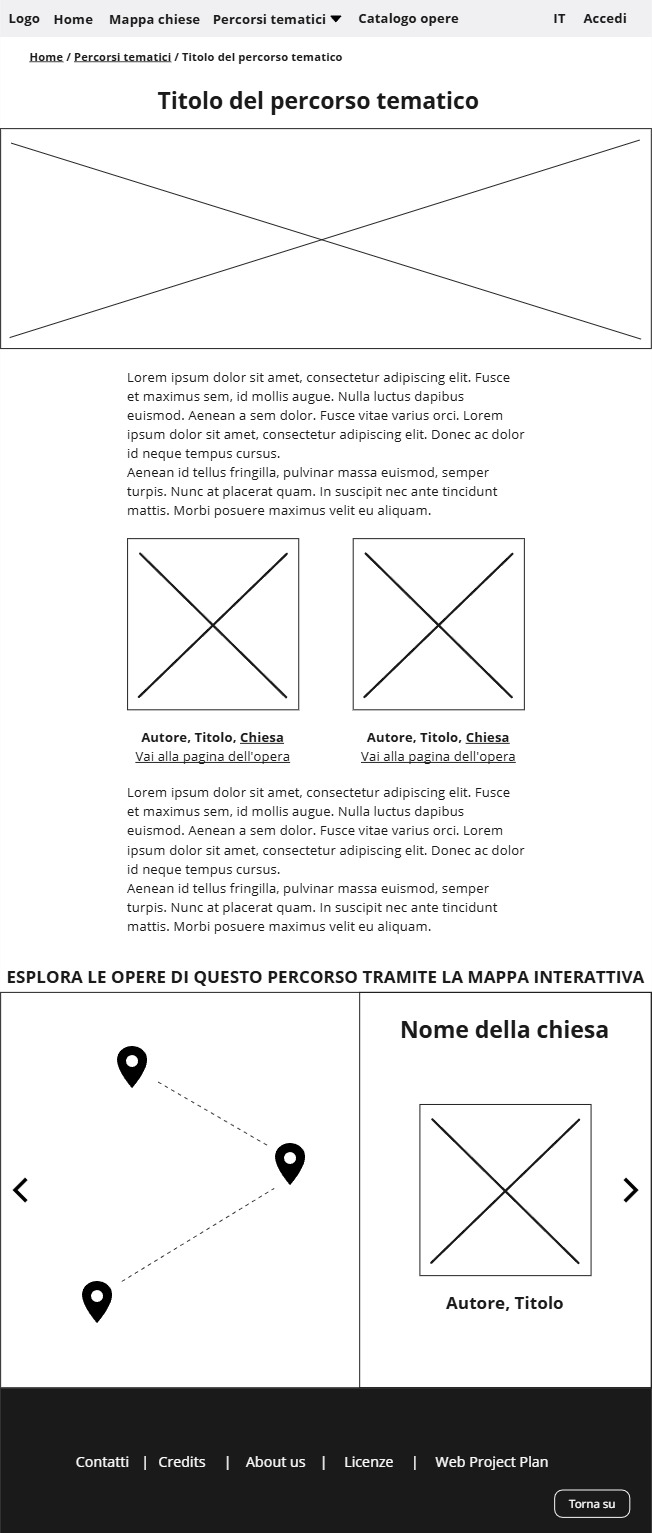 Logo Home Mappa chiese Percorsi tematici Catalogo opere IT Accedi
Home / Percorsi tematici / Titolo del percorso tematico
Titolo del percorso tematico
Lorem ipsum dolor sit amet, consectetur adipiscing elit. Fusce
et maximus sem, id mollis augue. Nulla luctus dapibus
euismod. Aenean a sem dolor. Fusce vitae varius orci. Lorem
ipsum dolor sit amet, consectetur adipiscing elit. Donec ac dolor
id neque tempus cursus.
Aenean id tellus fringilla, pulvinar massa euismod, semper
turpis. Nunc at placerat quam. In suscipit nec ante tincidunt
mattis. Morbi posuere maximus velit eu aliquam.
Autore, Titolo, Chiesa
Vai alla pagina dell'opera
Autore, Titolo, Chiesa
Vai alla pagina dell'opera
Lorem ipsum dolor sit amet, consectetur adipiscing elit. Fusce
et maximus sem, id mollis augue. Nulla luctus dapibus
euismod. Aenean a sem dolor. Fusce vitae varius orci. Lorem
ipsum dolor sit amet, consectetur adipiscing elit. Donec ac dolor
id neque tempus cursus.
Aenean id tellus fringilla, pulvinar massa euismod, semper
turpis. Nunc at placerat quam. In suscipit nec ante tincidunt
mattis. Morbi posuere maximus velit eu aliquam.
ESPLORA LE OPERE DI QUESTO PERCORSO TRAMITE LA MAPPA INTERATTIVA
Nome della chiesa
Autore, Titolo
Contatti | Credits | About us | Licenze | Web Project Plan
Torna su